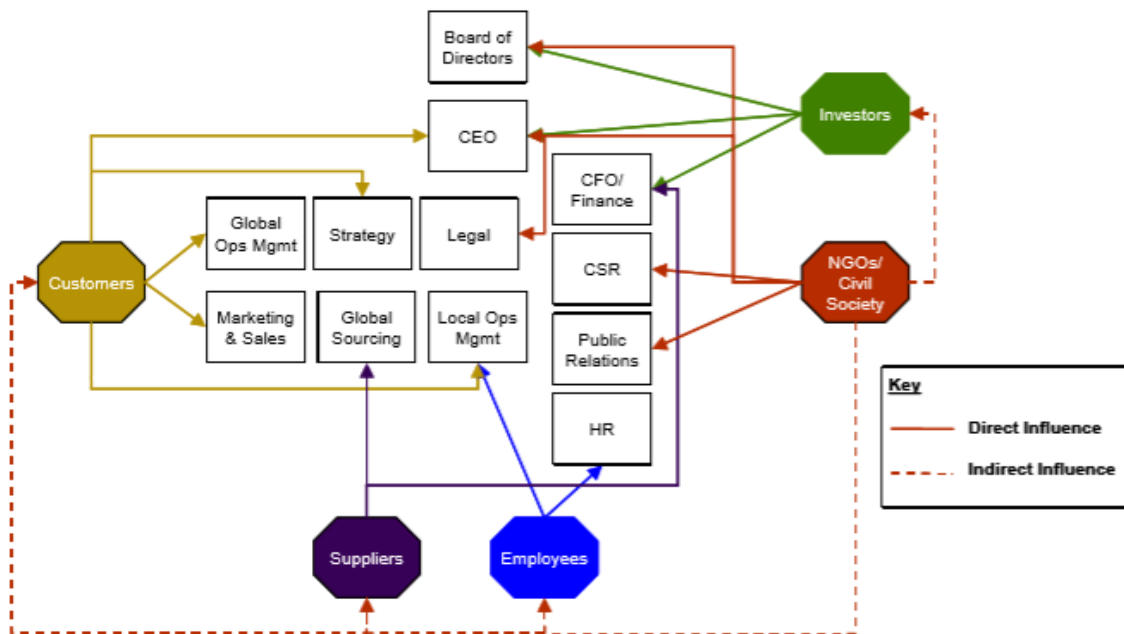 Board of
Directors
CEO
Investors
CFO/
Finance
Global
Ops Mgmt
Strategy
Legal
Customers
CSR
NGOs/
Civil
Society
Marketing
& Sales
Global
Sourcing
Local Ops
Mgmt
Public
Relations
HR
Key
Direct Influence
Indirect Influence
Suppliers
Employees